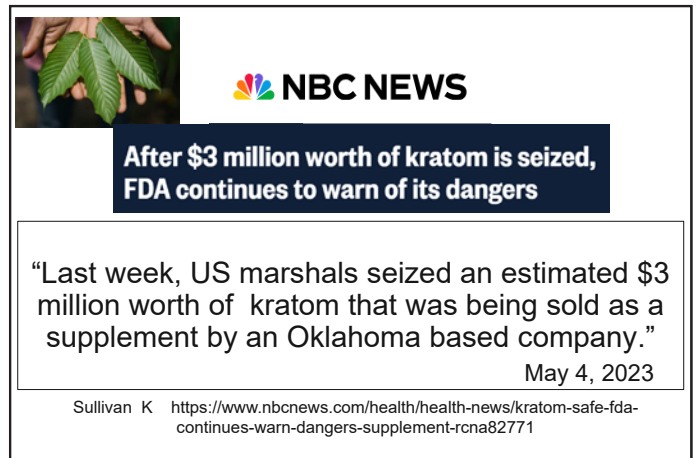 NBC NEWS
After $3 million worth of kratom is seized,
FDA continues to warn of its dangers
“Last week, US marshals seized an estimated $3
million worth of  kratom that was being sold as a
supplement by an Oklahoma based company.”
May 4, 2023
Sullivan  K   https://www.nbcnews.com/health/health-news/kratom-safe-fda-
continues-warn-dangers-supplement-rcna82771